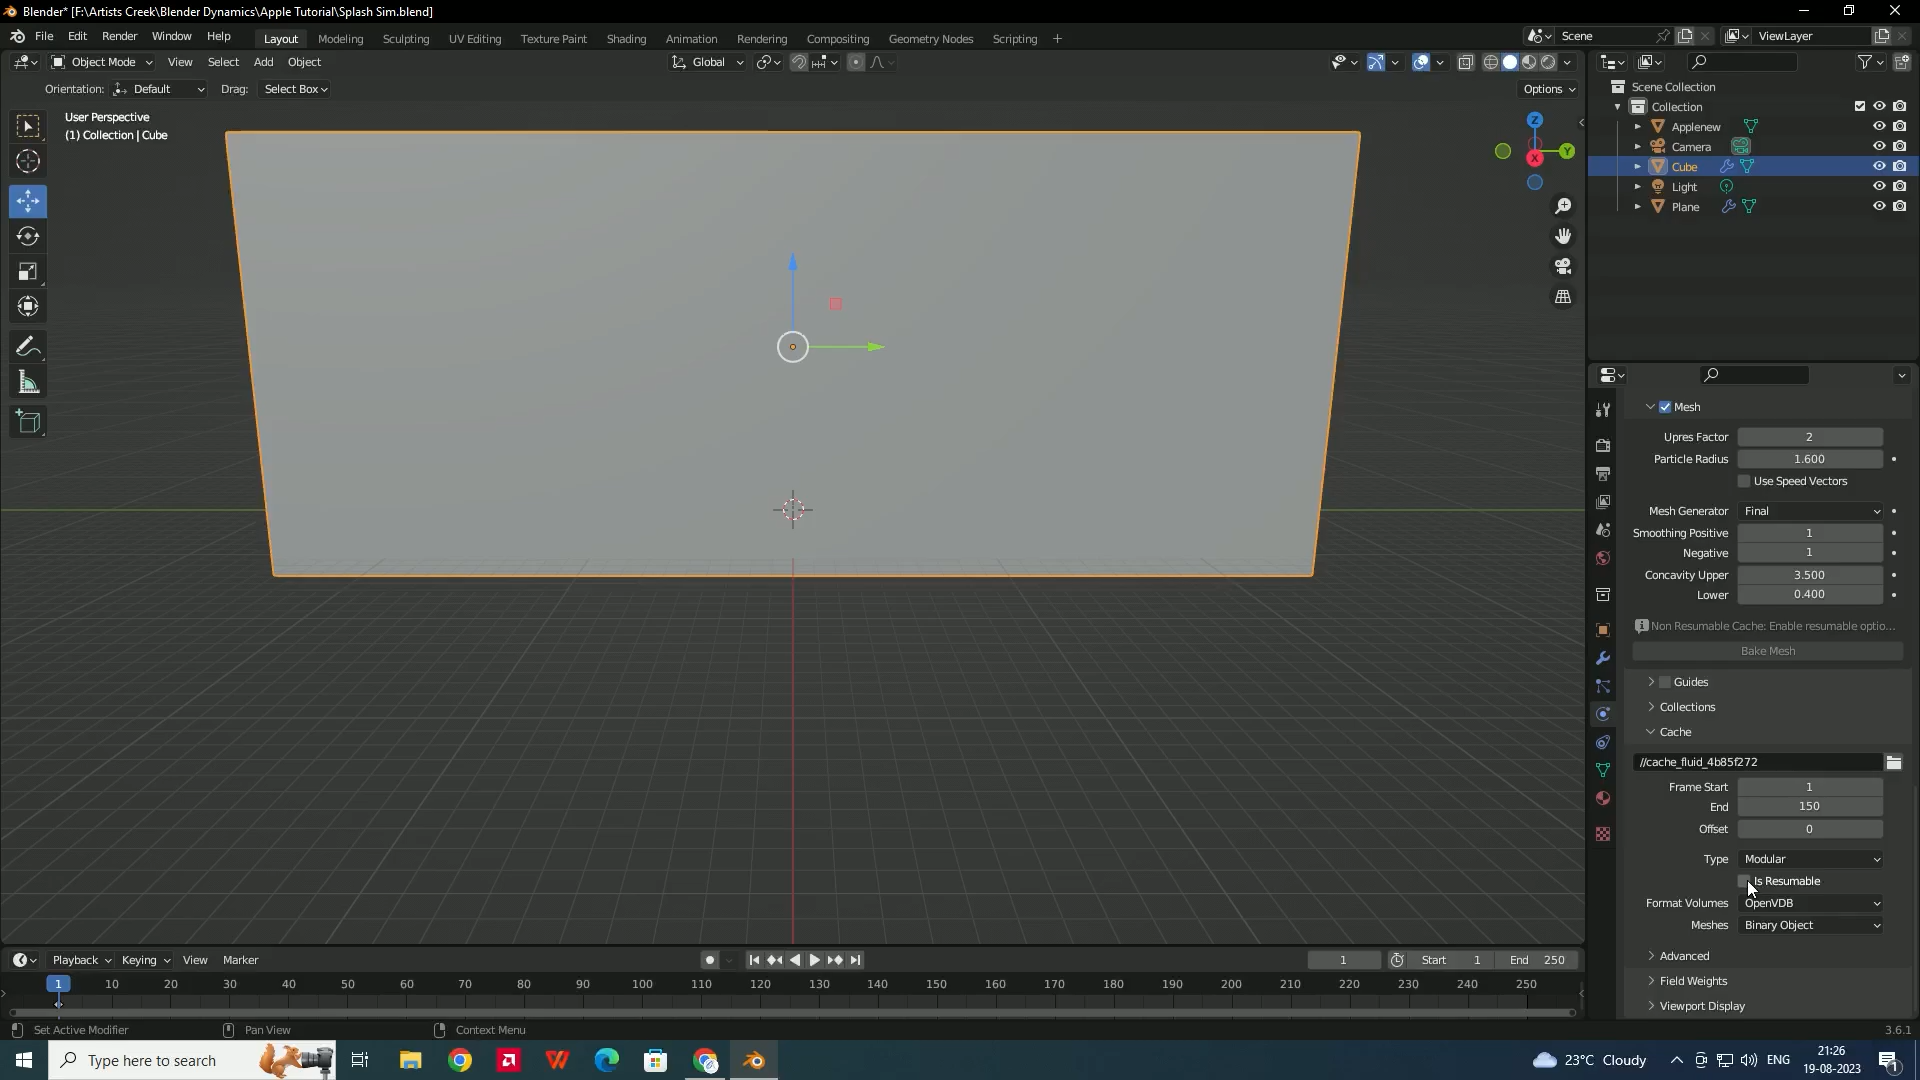 Blender* [F:\Artists Creek\Blender Dynamics\Apple Tutorial\Splash Sim.blend]
File Edit Render Window Help
Layout Modeling Sculpting UV Editing Texture Paint Shading Animation Rendering Compositing Geometry Nodes Scripting +
Scene
ViewLayer
Object Mode View Select Add Object
Global
Orientation: Default Drag: Select Box
Options
User Perspective
(1) Collection | Cube
Z
Y
X
Scene Collection
Collection
Applenew
Camera
Cube
Light
Plane
Mesh
Upres Factor 2
Particle Radius 1.600
Use Speed Vectors
Mesh Generator Final
Smoothing Positive 1
Negative 1
Concavity Upper 3.500
Lower 0.400
Non Resumable Cache: Enable resumable optio...
Bake Mesh
Guides
Collections
Cache
//cache_fluid_4b85f272
Frame Start 1
End 150
Offset 0
Type Modular
Is Resumable
Format Volumes OpenVDB
Meshes Binary Object
Advanced
Field Weights
Viewport Display
Playback Keying View Marker
1
Start 1 End 250
1 10 20 30 40 50 60 70 80 90 100 110 120 130 140 150 160 170 180 190 200 210 220 230 240 250
Set Active Modifier Pan View Context Menu
3.6.1
Type here to search
23°C Cloudy
ENG
21:26
19-08-2023
1